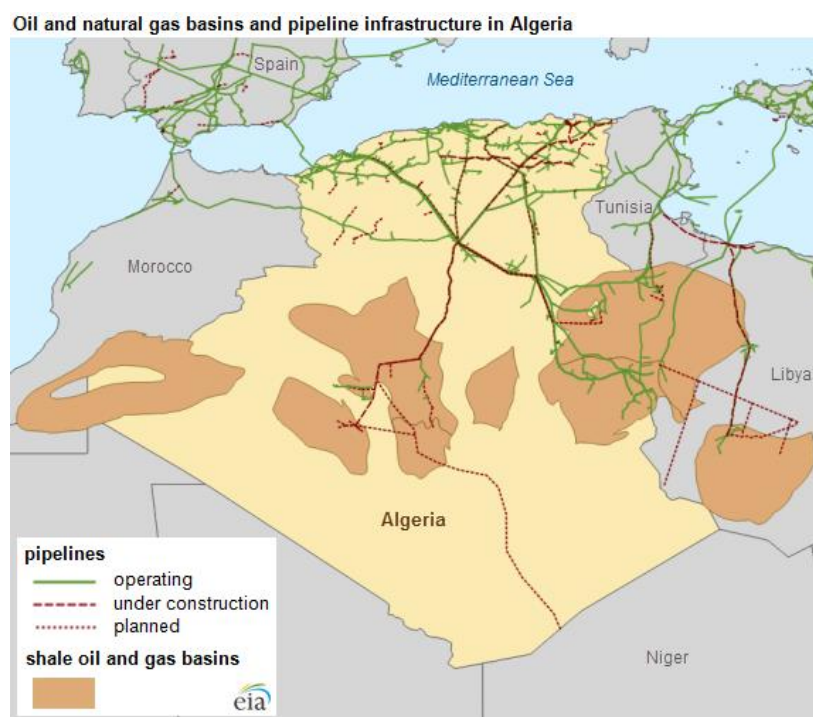 Oil and natural gas basins and pipeline infrastructure in Algeria
Spain
Mediterranean Sea
Tunisia
Morocco
Libya
Algeria
Niger
pipelines
operating
under construction
planned
shale oil and gas basins
eia